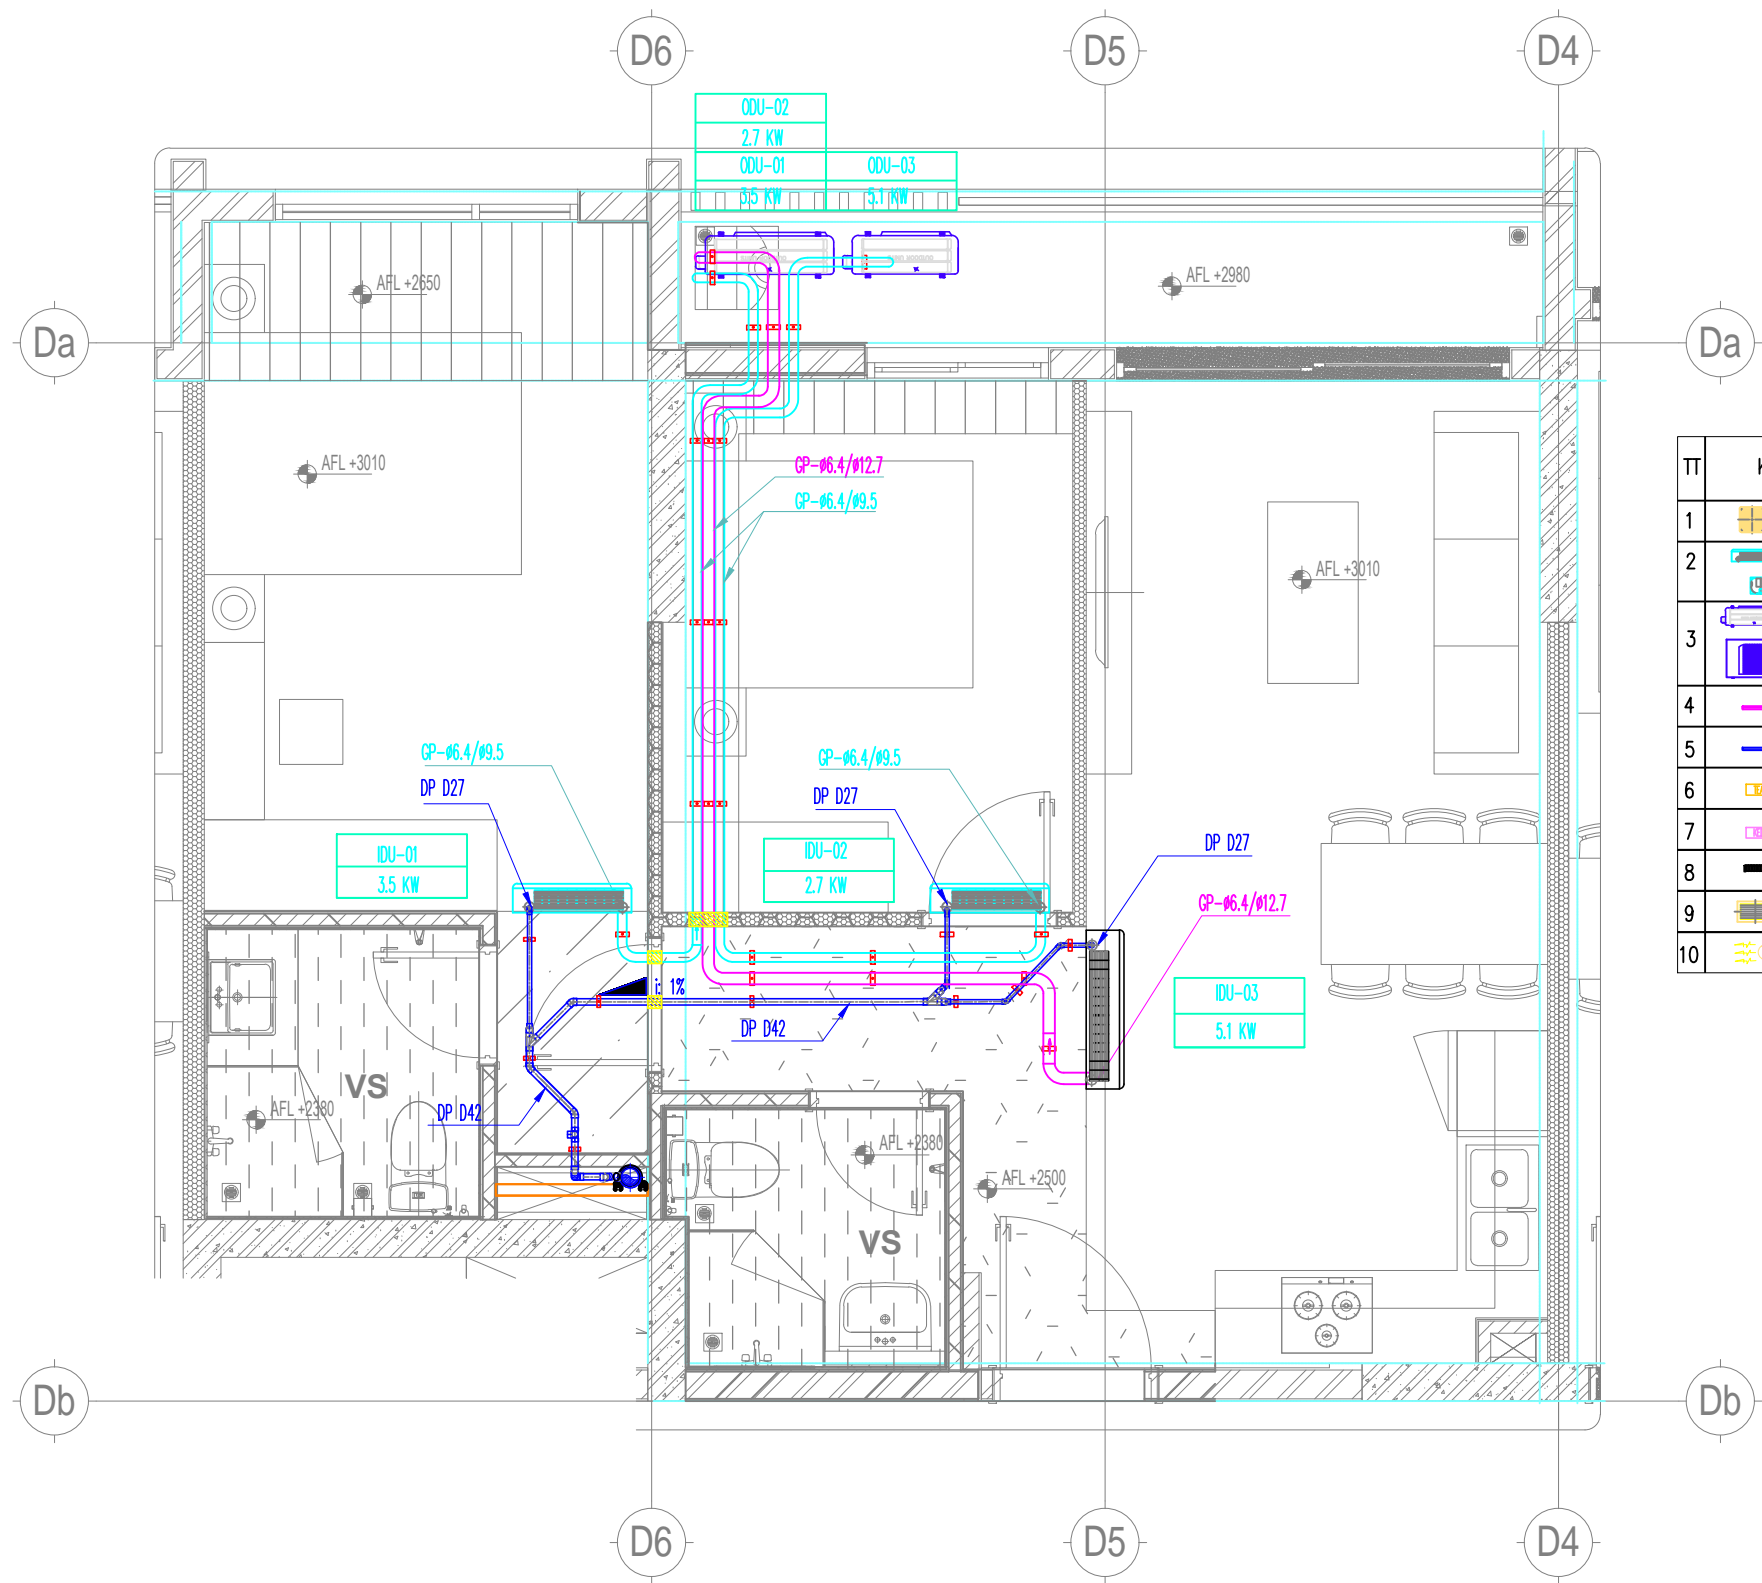 D6
D5
D4
ODU-02
2.7 KW
ODU-01
ODU-03
3.5 KW
5.1 KW
AFL +2650
AFL +2980
Da
Da
AFL +3010
GP-ø6.4/ø12.7
GP-ø6.4/ø9.5
AFL +3010
TT
1
2
3
4
5
6
7
8
9
10
GP-ø6.4/ø9.5
DP D27
GP-ø6.4/ø9.5
DP D27
DP D27
IDU-01
3.5 KW
IDU-02
2.7 KW
GP-ø6.4/ø12.7
i: 1%
IDU-03
5.1 KW
DP D42
VS
AFL +2380
DP D42
AFL +2380
AFL +2500
VS
Db
Db
D6
D5
D4